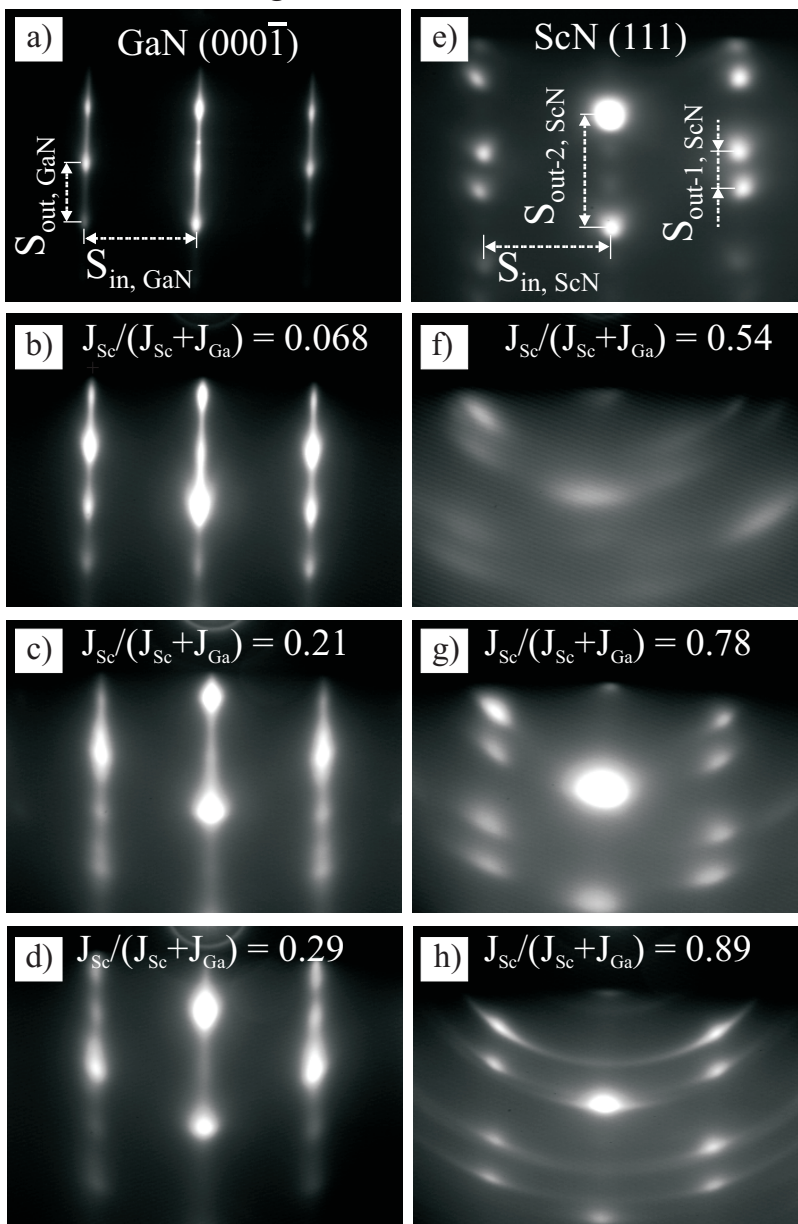 a) GaN (0001̅)
S_out, GaN
S_in, GaN
e) ScN (111)
S_out-2, ScN
S_out-1, ScN
S_in, ScN
b) J_Sc/(J_Sc+J_Ga) = 0.068
f) J_Sc/(J_Sc+J_Ga) = 0.54
c) J_Sc/(J_Sc+J_Ga) = 0.21
g) J_Sc/(J_Sc+J_Ga) = 0.78
d) J_Sc/(J_Sc+J_Ga) = 0.29
h) J_Sc/(J_Sc+J_Ga) = 0.89